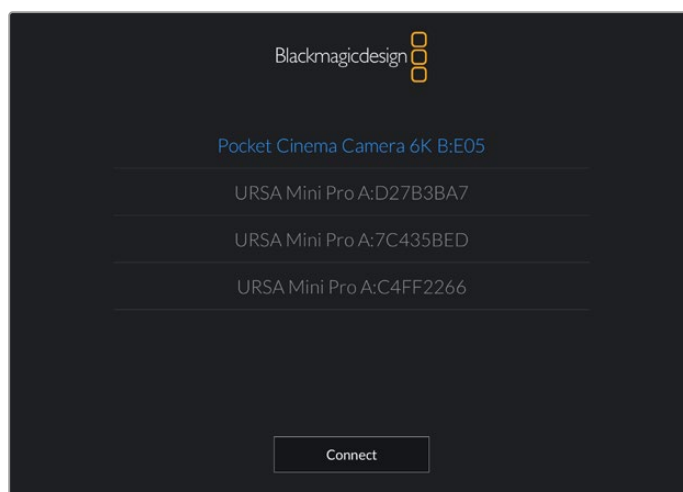 Blackmagicdesign
Pocket Cinema Camera 6K B:E05
URSA Mini Pro A:D27B3BA7
URSA Mini Pro A:7C435BED
URSA Mini Pro A:C4FF2266
Connect